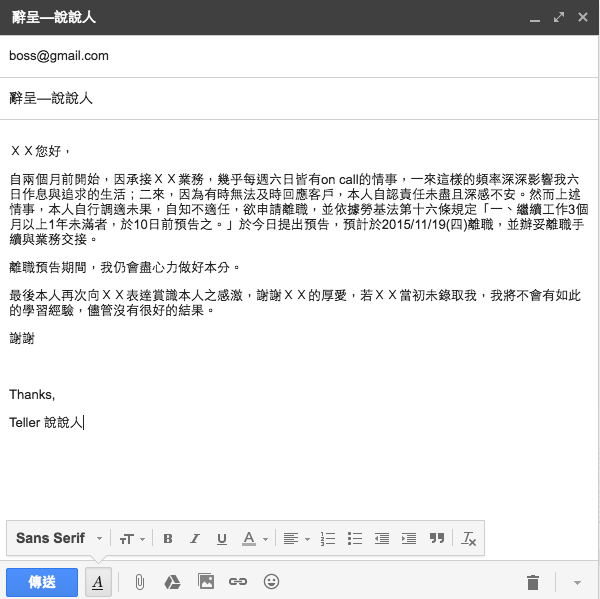 辭呈—說說人
boss@gmail.com
辭呈—說說人
ＸＸ您好，
自兩個月前開始，因承接ＸＸ業務，幾乎每週六日皆有on call的情事，一來這樣的頻率深深影響我六
日作息與追求的生活；二來，因為有時無法及時回應客戶，本人自認責任未盡且深感不安。然而上述
情事，本人自行調適未果，自知不適任，欲申請離職，並依據勞基法第十六條規定「一、繼續工作3個
月以上1年未滿者，於10日前預告之。」於今日提出預告，預計於2015/11/19(四)離職，並辦妥離職手
續與業務交接。
離職預告期間，我仍會盡心力做好本分。
最後本人再次向ＸＸ表達賞識本人之感激，謝謝ＸＸ的厚愛，若ＸＸ當初未錄取我，我將不會有如此
的學習經驗，儘管沒有很好的結果。
謝謝
Thanks,
Teller 說說人
Sans Serif
傳送